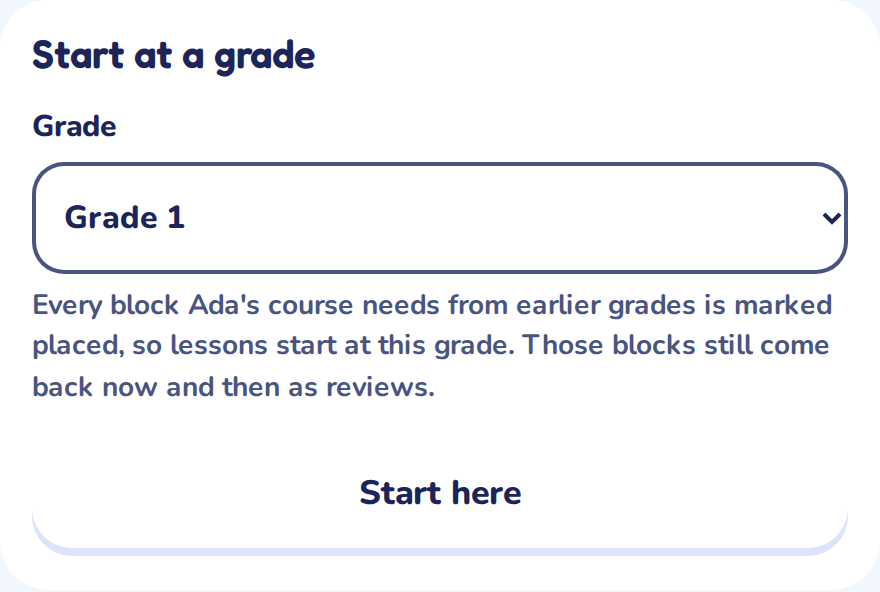 Start at a grade
Grade
Grade 1
Every block Ada's course needs from earlier grades is marked
placed, so lessons start at this grade. Those blocks still come
back now and then as reviews.
Start here